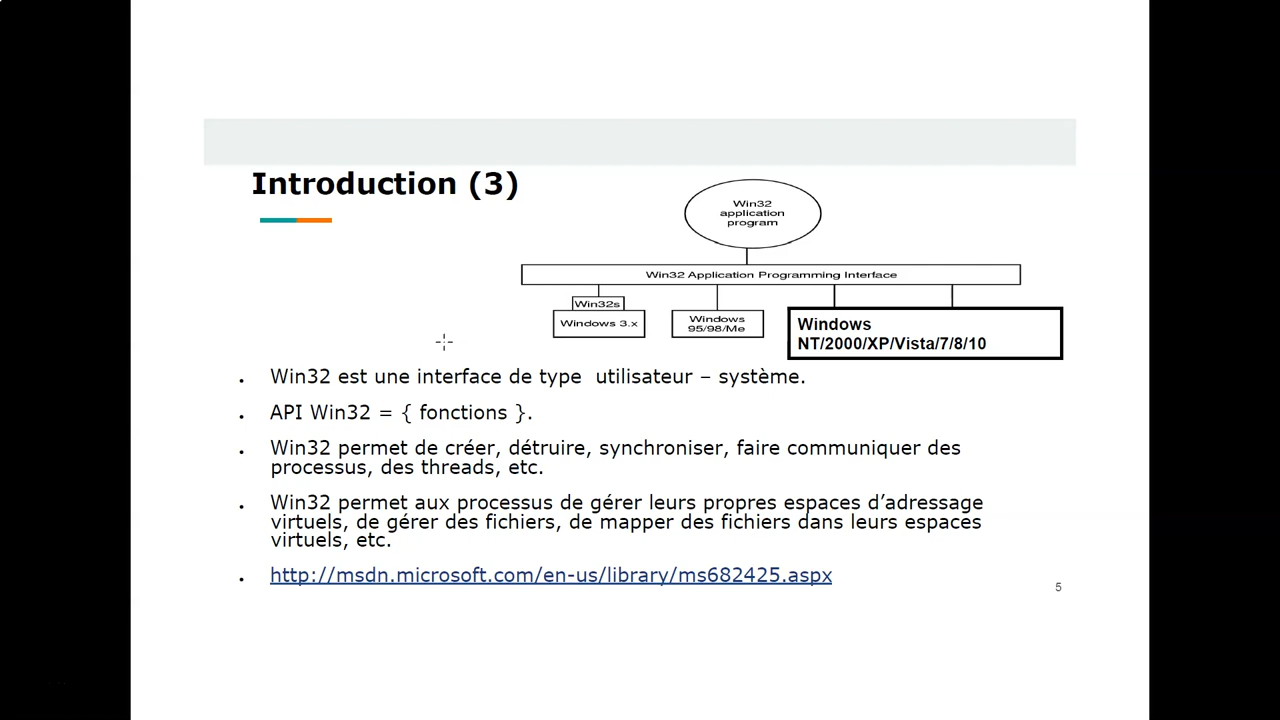 Introduction (3)
Win32
application
program
Win32 Application Programming Interface
Win32s
Windows 3.x
Windows
95/98/Me
Windows
NT/2000/XP/Vista/7/8/10
• Win32 est une interface de type utilisateur – système.
• API Win32 = { fonctions }.
• Win32 permet de créer, détruire, synchroniser, faire communiquer des
processus, des threads, etc.
• Win32 permet aux processus de gérer leurs propres espaces d’adressage
virtuels, de gérer des fichiers, de mapper des fichiers dans leurs espaces
virtuels, etc.
• http://msdn.microsoft.com/en-us/library/ms682425.aspx
5